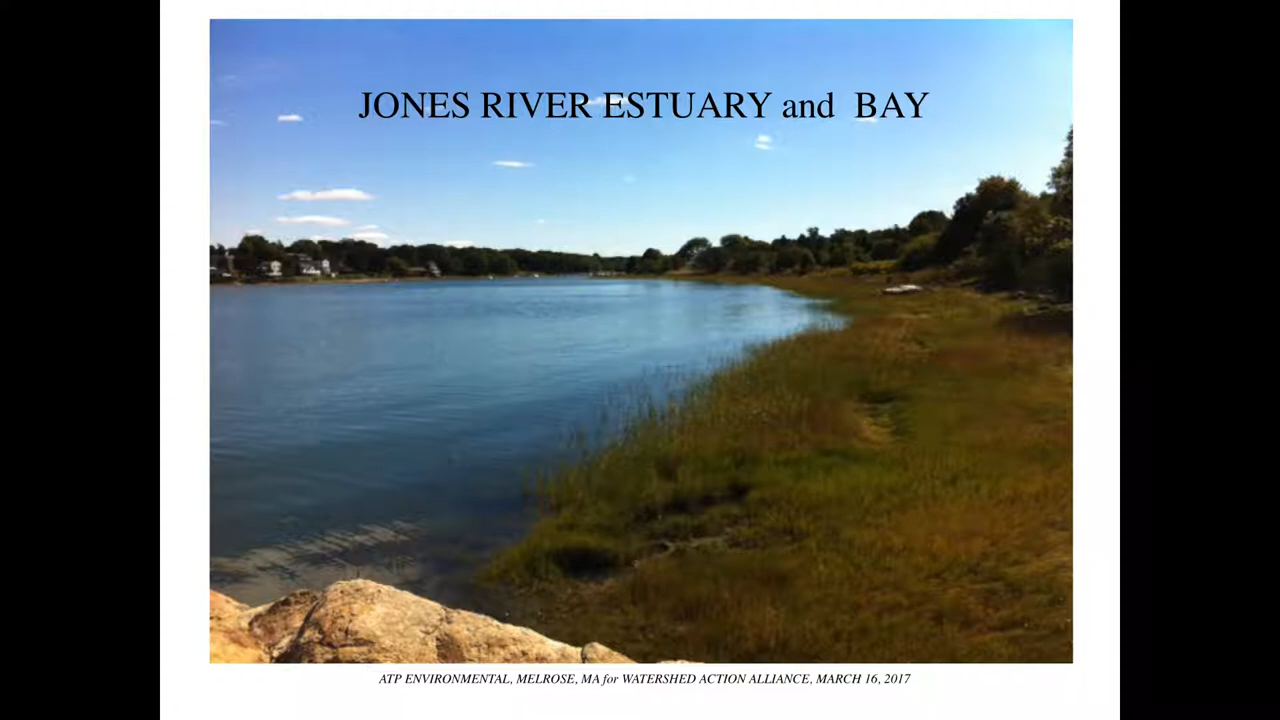 JONES RIVER ESTUARY and BAY
ATP ENVIRONMENTAL, MELROSE, MA for WATERSHED ACTION ALLIANCE, MARCH 16, 2017